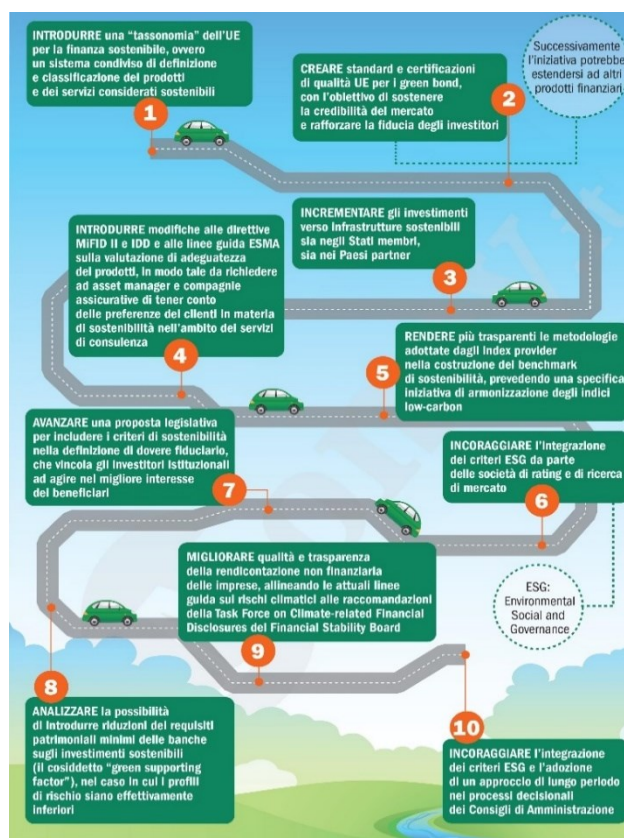 INTRODURRE una “tassonomia” dell’UE
per la finanza sostenibile, ovvero
un sistema condiviso di definizione
e classificazione dei prodotti
e dei servizi considerati sostenibili
1
CREARE standard e certificazioni
di qualità UE per i green bond,
con l’obiettivo di sostenere
la credibilità del mercato
e rafforzare la fiducia degli investitori
2
Successivamente
l’iniziativa potrebbe
estendersi ad altri
prodotti finanziari
INCREMENTARE gli investimenti
verso infrastrutture sostenibili
sia negli Stati membri,
sia nei Paesi partner
3
INTRODURRE modifiche alle direttive
MiFID II e IDD e alle linee guida ESMA
sulla valutazione di adeguatezza
dei prodotti, in modo tale da richiedere
ad asset manager e compagnie
assicurative di tener conto
delle preferenze dei clienti in materia
di sostenibilità nell’ambito dei servizi
di consulenza
4
RENDERE più trasparenti le metodologie
adottate dagli index provider
nella costruzione dei benchmark
di sostenibilità, prevedendo una specifica
iniziativa di armonizzazione degli indici
low-carbon
5
INCORAGGIARE l’integrazione
dei criteri ESG da parte
delle società di rating e di ricerca
di mercato
6
ESG:
Environmental
Social and
Governance
AVANZARE una proposta legislativa
per includere i criteri di sostenibilità
nella definizione di dovere fiduciario,
che vincola gli investitori istituzionali
ad agire nel migliore interesse
dei beneficiari
7
8
ANALIZZARE la possibilità
di introdurre riduzioni dei requisiti
patrimoniali minimi delle banche
sugli investimenti sostenibili
(il cosiddetto “green supporting
factor”), nel caso in cui i profili
di rischio siano effettivamente
inferiori
MIGLIORARE qualità e trasparenza
della rendicontazione non finanziaria
delle imprese, allineando le attuali linee
guida sui rischi climatici alle raccomandazioni
della Task Force on Climate-related Financial
Disclosures del Financial Stability Board
9
10
INCORAGGIARE l’integrazione
dei criteri ESG e l’adozione
di un approccio di lungo periodo
nei processi decisionali
dei Consigli di Amministrazione